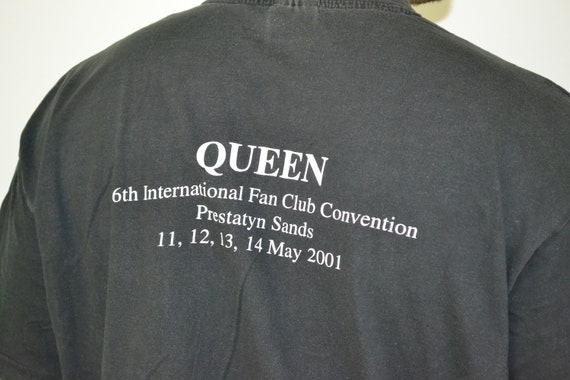 QUEEN
6th International Fan Club Convention
Prestatyn Sands
11, 12, 13, 14 May 2001